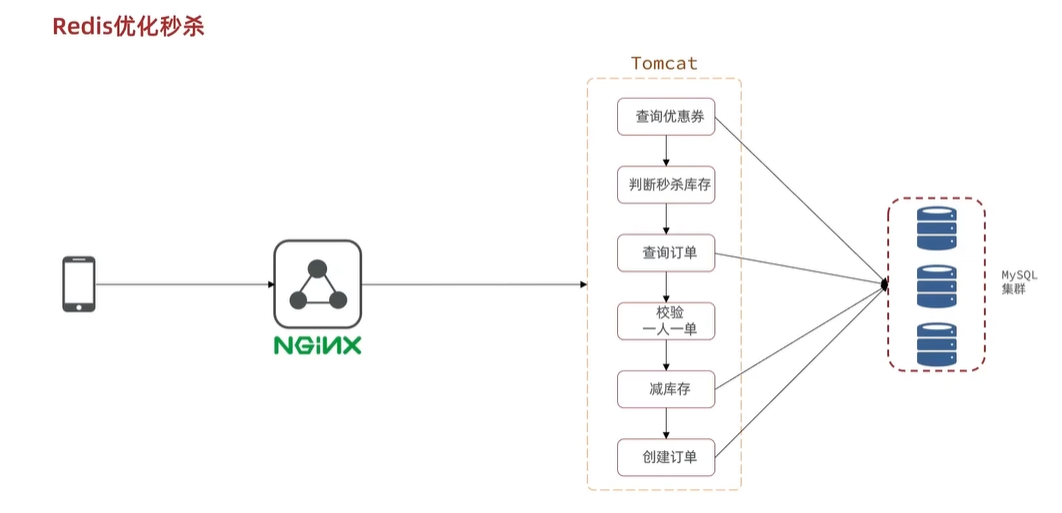 Redis优化秒杀
Tomcat
查询优惠券
判断秒杀库存
查询订单
校验
一人一单
减库存
创建订单
NGiNX
MySQL
集群